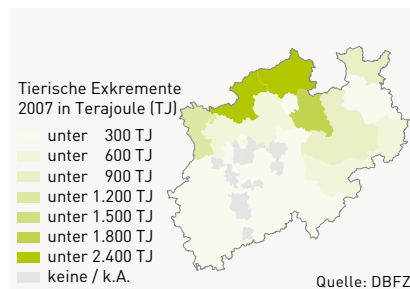 Tierische Exkremente
2007 in Terajoule (TJ)
unter 300 TJ
unter 600 TJ
unter 900 TJ
unter 1.200 TJ
unter 1.500 TJ
unter 1.800 TJ
unter 2.400 TJ
keine / k.A.
Quelle: DBFZ